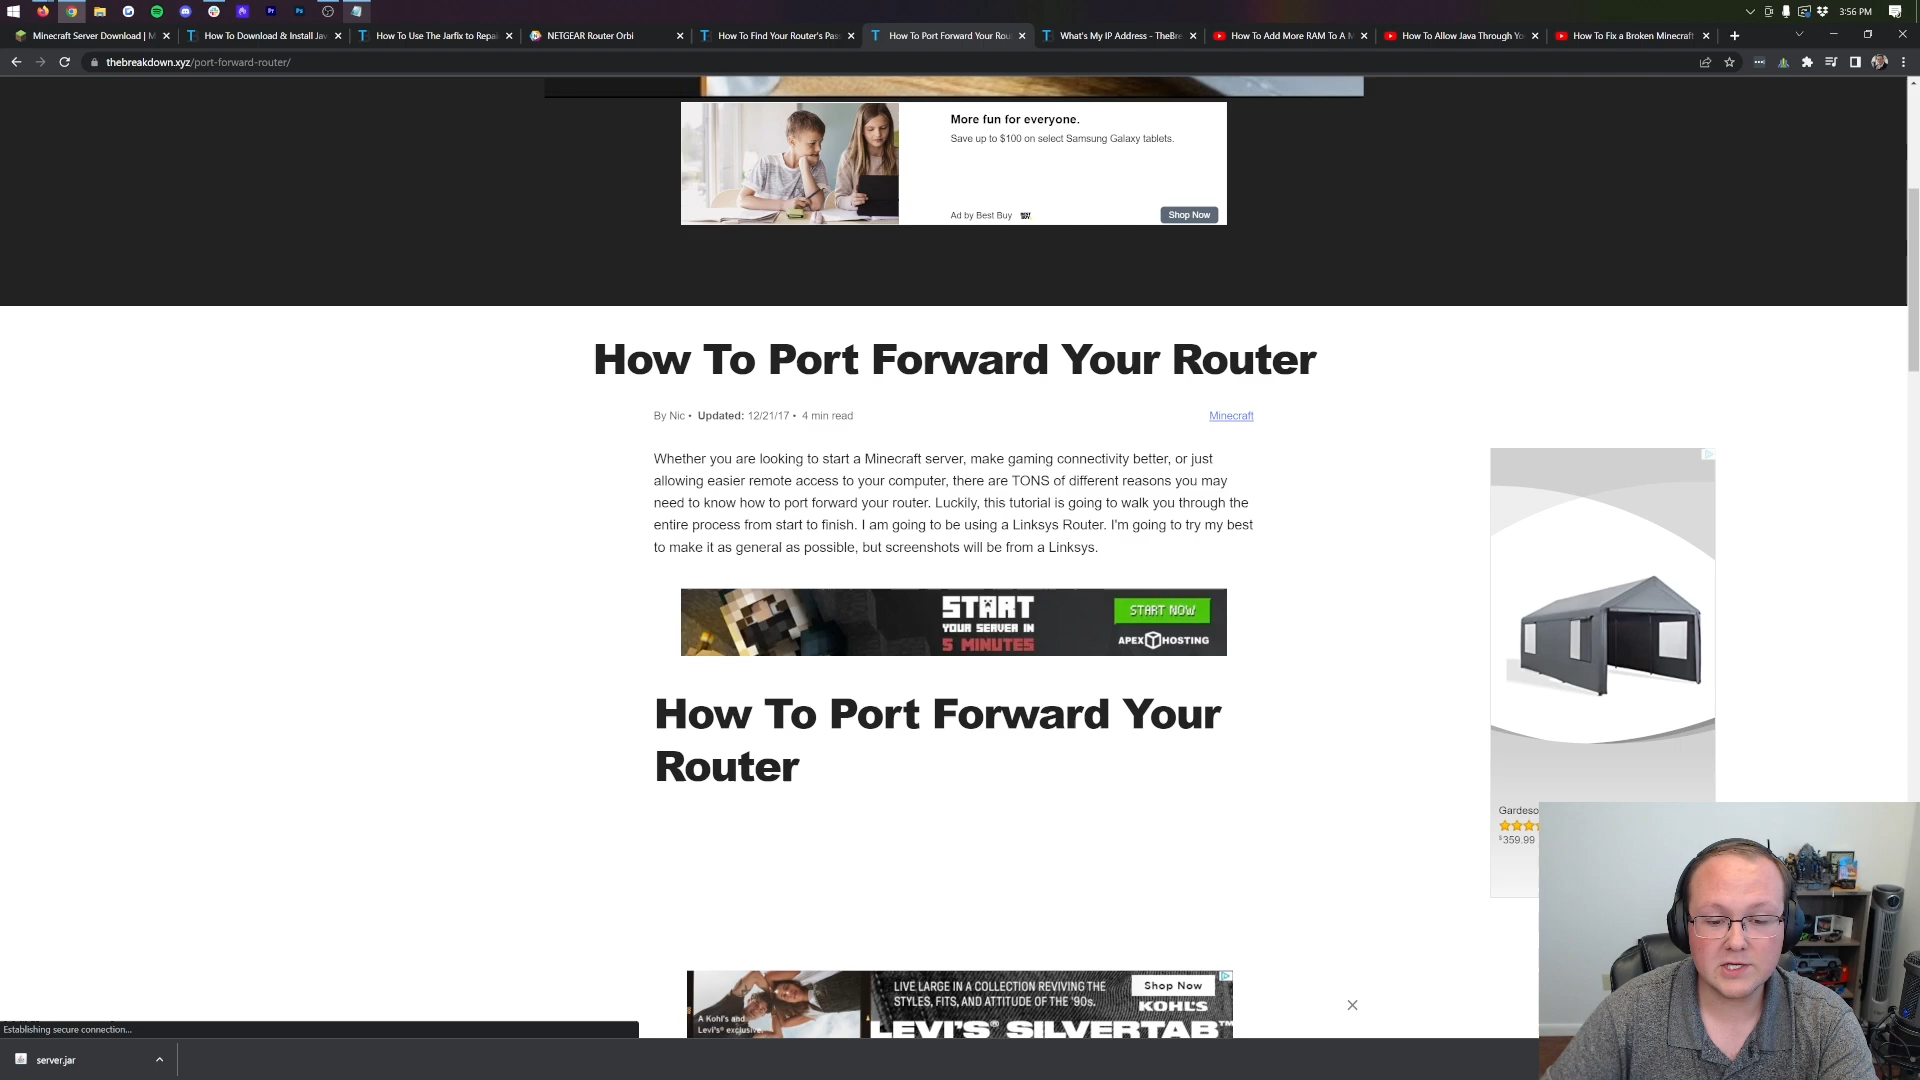 3:56 PM
Minecraft Server Download | M
How To Download & Install Jav
How To Use The Jarfix to Repai
NETGEAR Router Orbi
How To Find Your Router's Pas
How To Port Forward Your Rou
What's My IP Address - TheBre
How To Add More RAM To A M
How To Allow Java Through Yo
How To Fix a Broken Minecraft
thebreakdown.xyz/port-forward-router/
More fun for everyone.
Save up to $100 on select Samsung Galaxy tablets.
Ad by Best Buy
Shop Now
How To Port Forward Your Router
By Nic • Updated: 12/21/17 • 4 min read
Minecraft
Whether you are looking to start a Minecraft server, make gaming connectivity better, or just
allowing easier remote access to your computer, there are TONS of different reasons you may
need to know how to port forward your router. Luckily, this tutorial is going to walk you through the
entire process from start to finish. I am going to be using a Linksys Router. I'm going to try my best
to make it as general as possible, but screenshots will be from a Linksys.
START
YOUR SERVER IN
5 MINUTES
START NOW
APEX HOSTING
How To Port Forward Your
Router
Gardeso
$359.99
A Kohl's and
Levi's® exclusive.
LIVE LARGE IN A COLLECTION REVIVING THE
STYLES, FITS, AND ATTITUDE OF THE '90s.
LEVI'S® SILVERTAB™
Shop Now
KOHL'S
Establishing secure connection...
server.jar